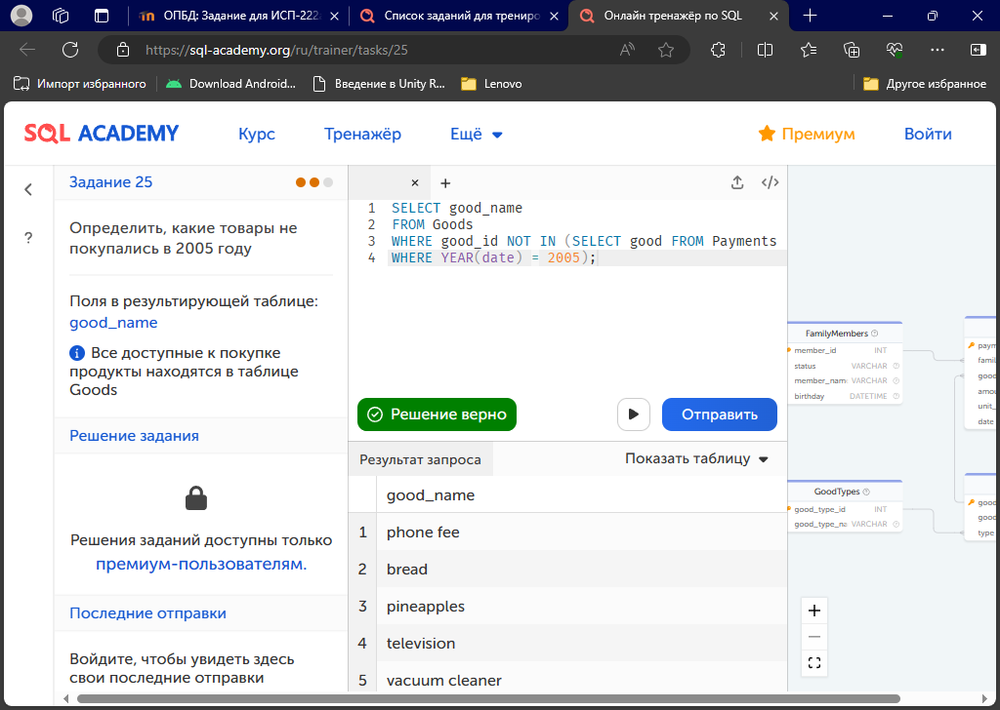 ОПБД: Задание для ИСП-222
Список заданий для трениро
Онлайн тренажёр по SQL
https://sql-academy.org/ru/trainer/tasks/25
Импорт избранного
Download Android...
Введение в Unity R...
Lenovo
Другое избранное
SQL ACADEMY
Курс
Тренажёр
Ещё
Премиум
Войти
Задание 25
Определить, какие товары не
покупались в 2005 году
Поля в результирующей таблице:
good_name
Все доступные к покупке
продукты находятся в таблице
Goods
Решение задания
Решения заданий доступны только
премиум-пользователям.
Последние отправки
Войдите, чтобы увидеть здесь
свои последние отправки
1 SELECT good_name
2 FROM Goods
3 WHERE good_id NOT IN (SELECT good FROM Payments
4 WHERE YEAR(date) = 2005);
Решение верно
Отправить
Результат запроса
Показать таблицу
good_name
1 phone fee
2 bread
3 pineapples
4 television
5 vacuum cleaner
FamilyMembers
member_id INT
status VARCHAR
member_name VARCHAR
birthday DATETIME
GoodTypes
good_type_id INT
good_type_na VARCHAR
paym
famil
good
amou
unit_
date
good
good
type